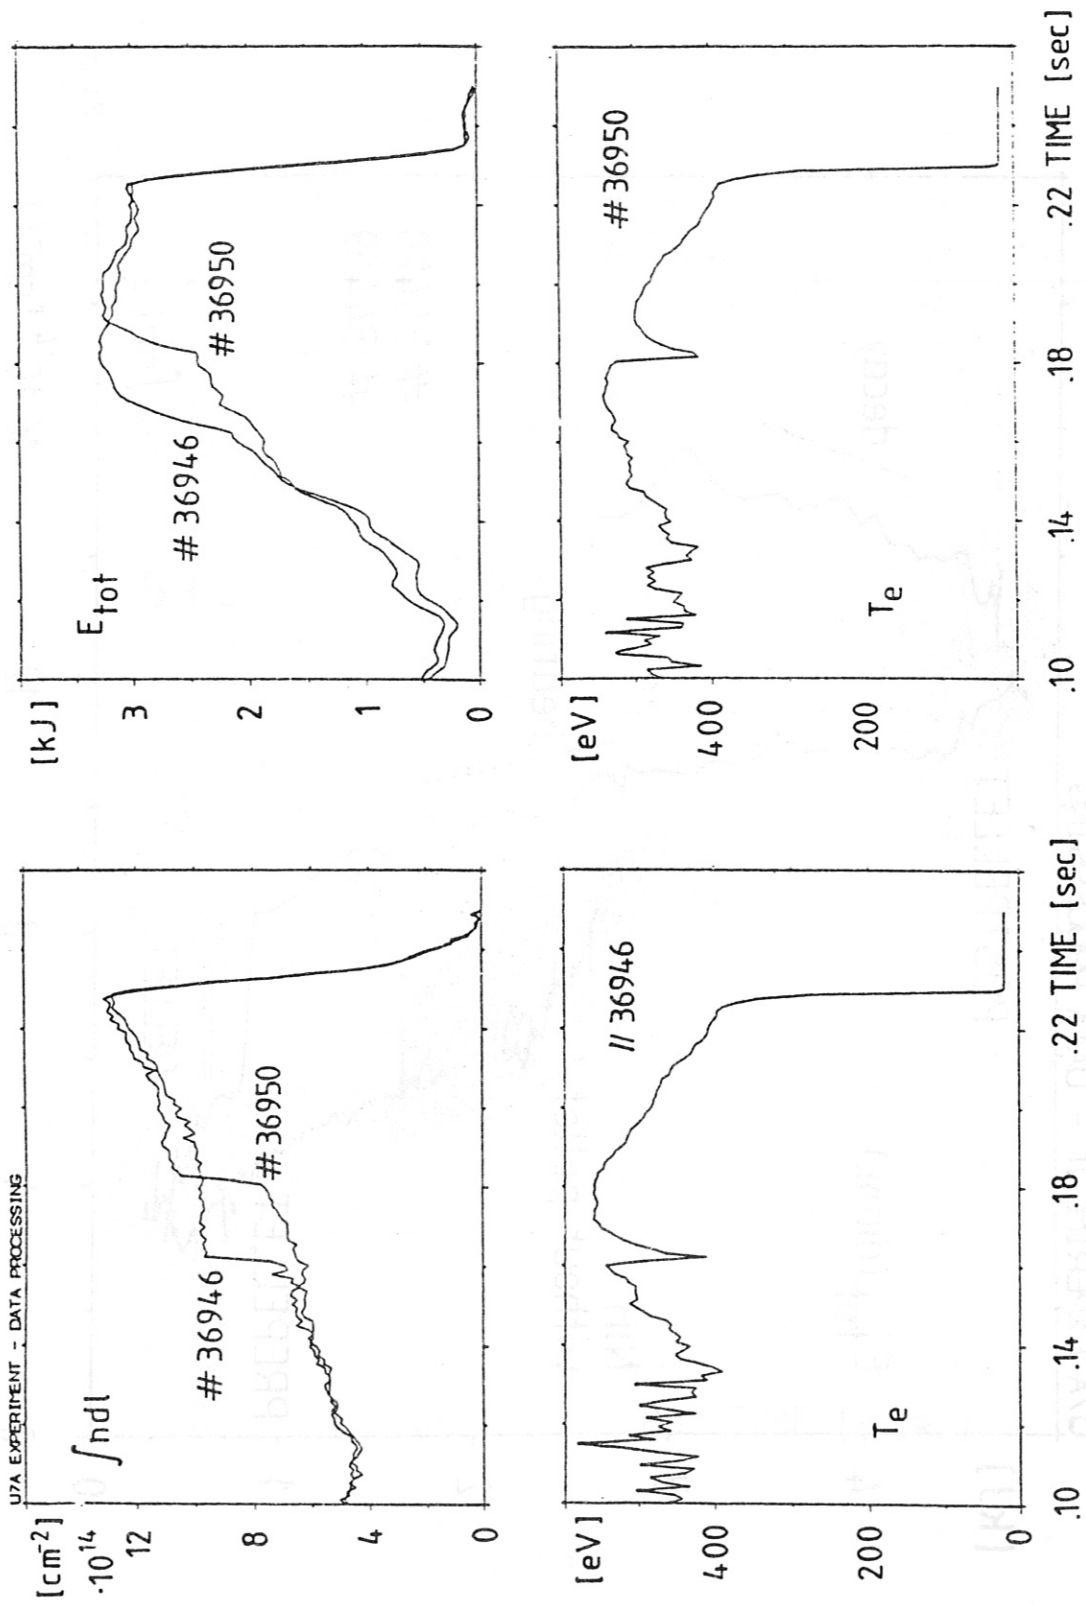 W7A EXPERIMENT - DATA PROCESSING
[cm-2]
·1014
12
8
4
0
∫ndl
# 36946
# 36950
[kJ]
3
2
1
0
Etot
# 36946
# 36950
[eV]
400
200
0
Te
// 36946
.10 .14 .18 .22 TIME [sec]
[eV]
400
200
Te
# 36950
.10 .14 .18 .22 TIME [sec]